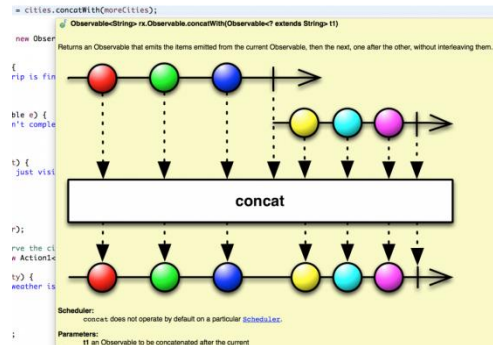 = cities.concatWith(moreCities);
Observable<String> rx.Observable.concatWith(Observable<? extends String> t1)
new Obser
Returns an Observable that emits the items emitted from the current Observable, then the next, one after the other, without interleaving them.
{
rip is fin
ble e) {
n't comple
t) {
just visi
concat
r);
rve the ci
w Action1<
ty) {
weather is
Scheduler:
concat does not operate by default on a particular Scheduler.
;
Parameters:
t1 an Observable to be concatenated after the current